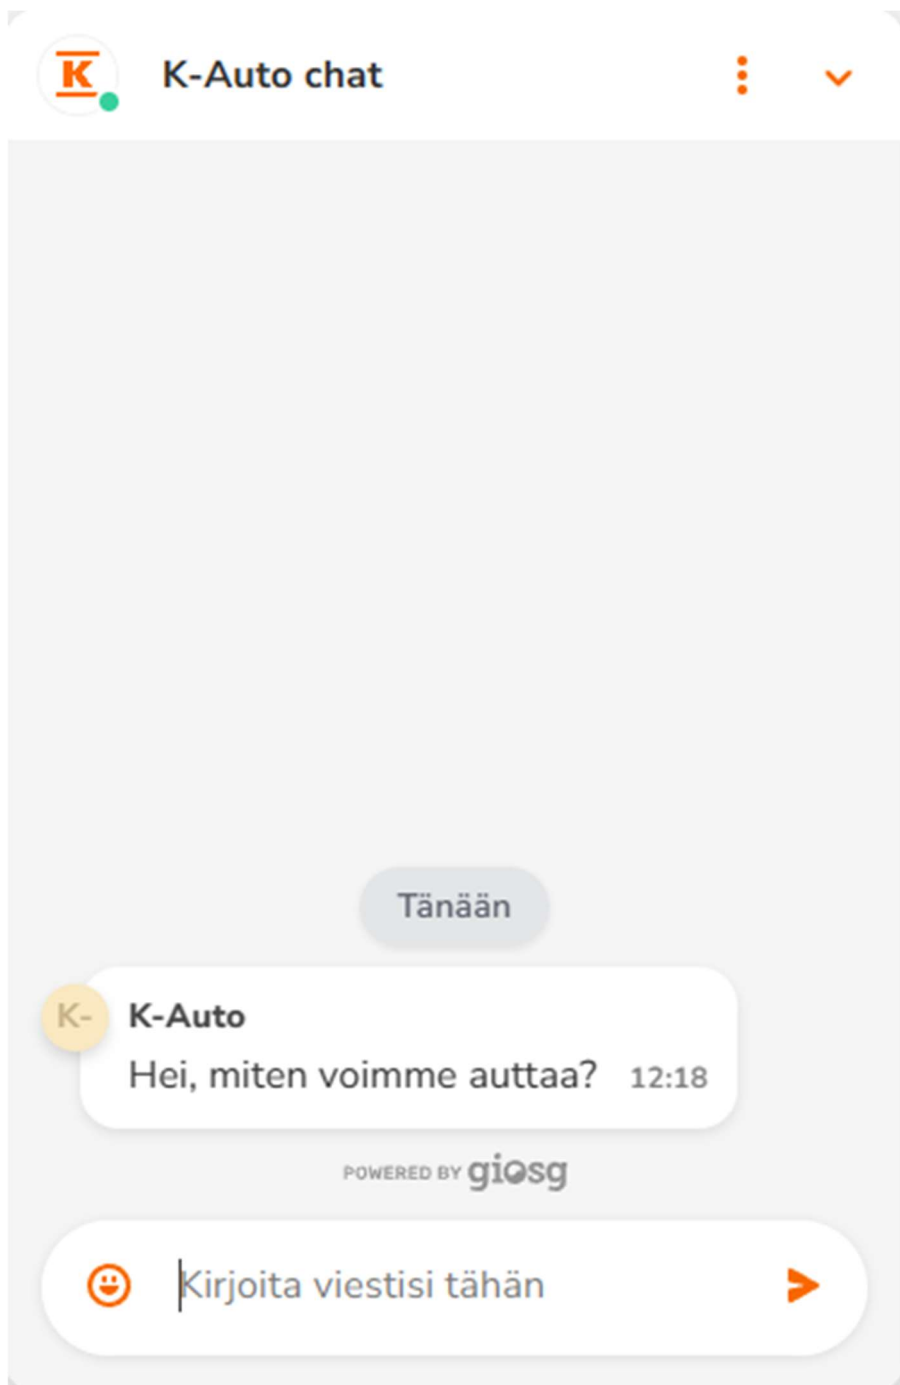 K
K-Auto chat
Tänään
K-
K-Auto
Hei, miten voimme auttaa? 12:18
POWERED BY giosg
Kirjoita viestisi tähän